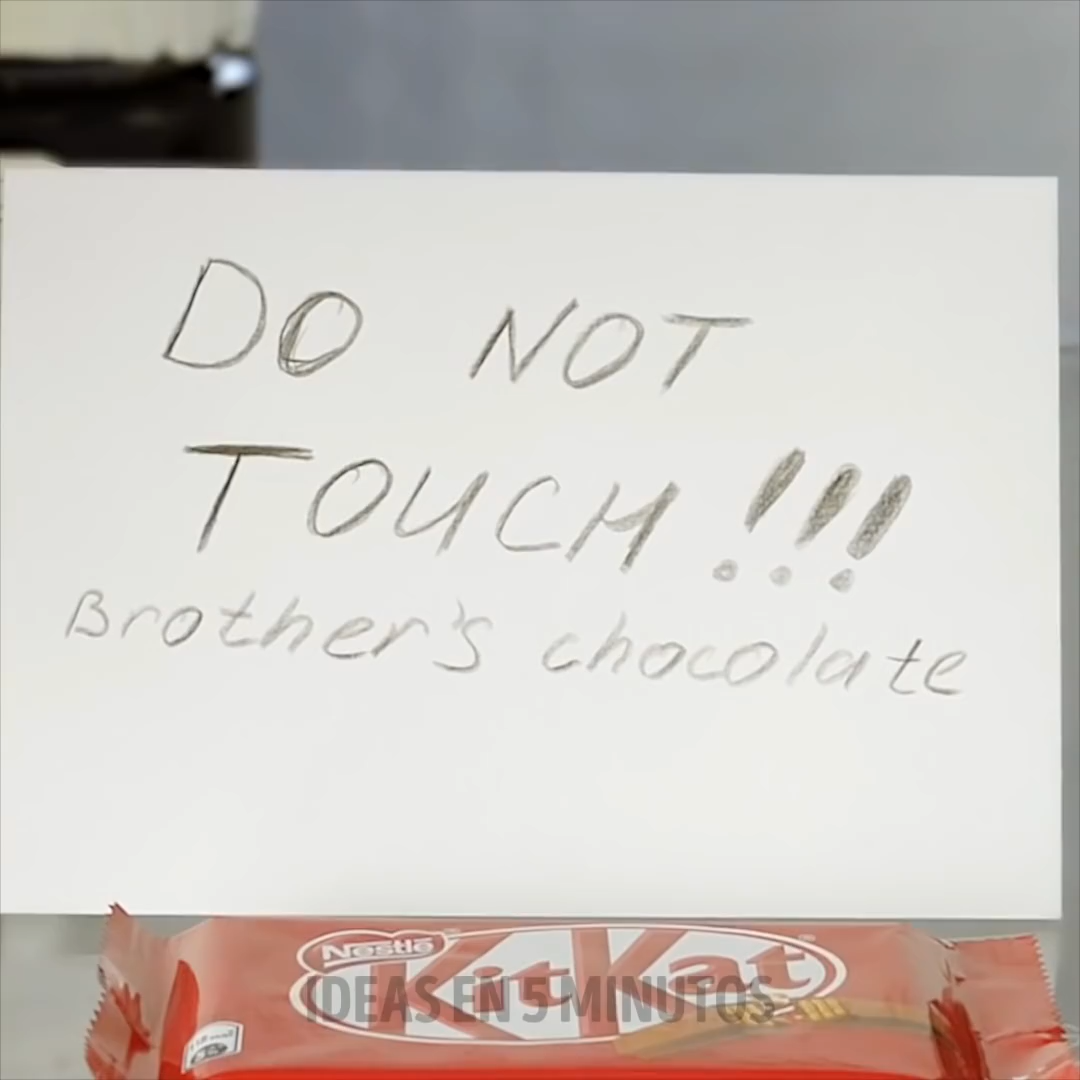 DO NOT
TOUCH!!!
Brother's chocolate
Nestlé
KitKat
IDEAS EN 5 MINUTOS